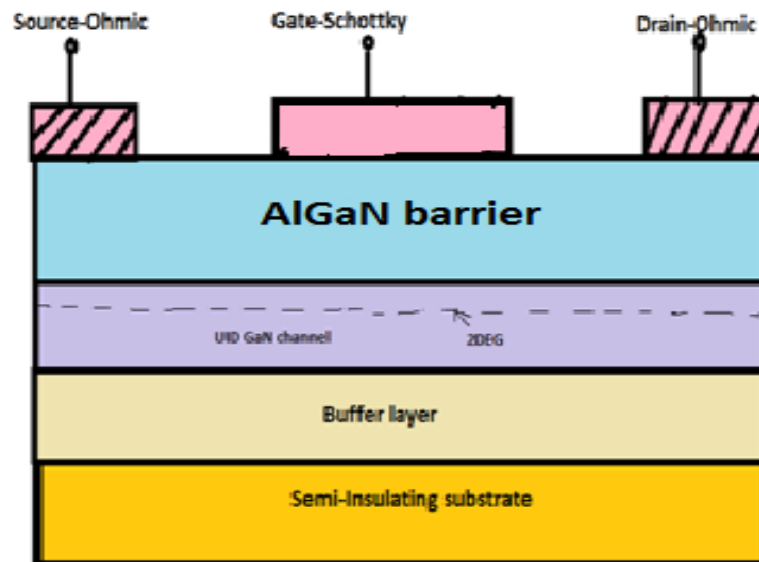 Source-Ohmic
Gate-Schottky
Drain-Ohmic
AlGaN barrier
UID GaN channel
2DEG
Buffer layer
Semi-Insulating substrate